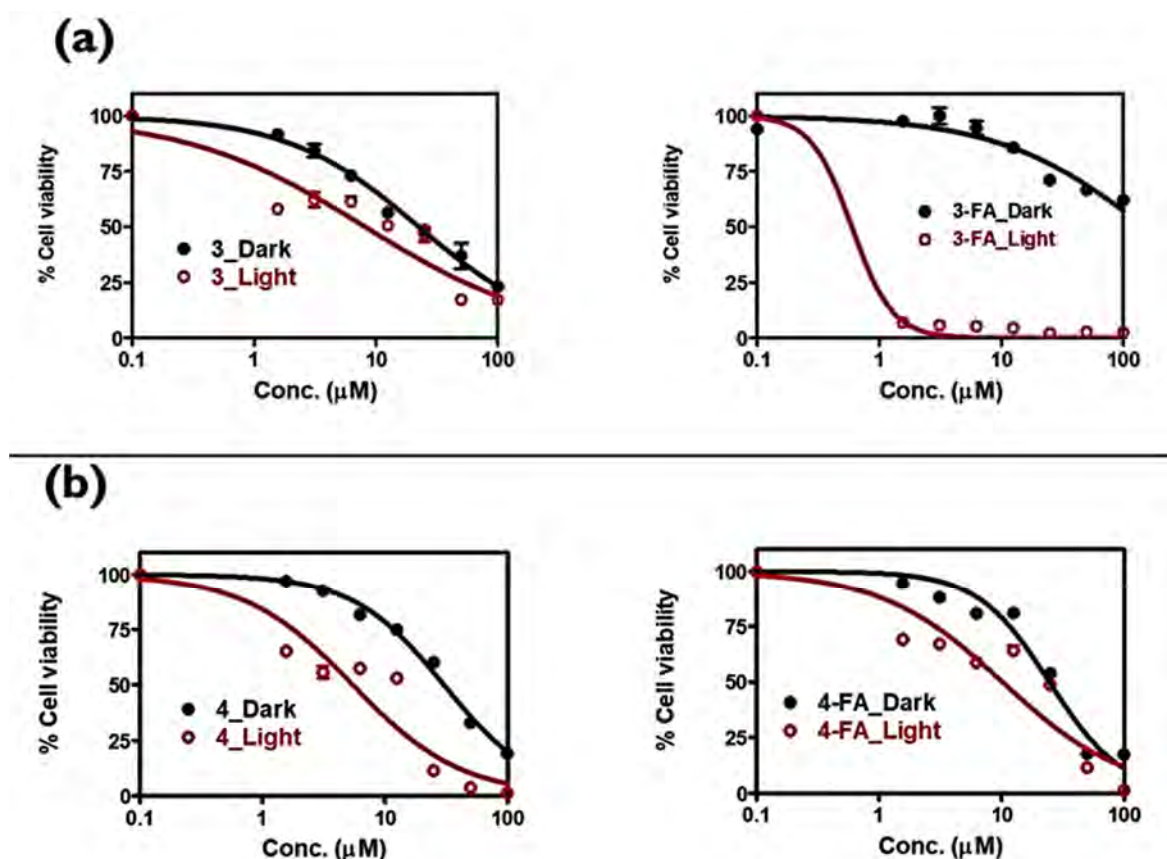 (a)
% Cell viability
100
75
50
25
0
3_Dark
3_Light
0.1 1 10 100
Conc. (μM)
% Cell viability
100
75
50
25
0
3-FA_Dark
3-FA_Light
0.1 1 10 100
Conc. (μM)
(b)
% Cell viability
100
75
50
25
0
4_Dark
4_Light
0.1 1 10 100
Conc. (μM)
% Cell viability
100
75
50
25
0
4-FA_Dark
4-FA_Light
0.1 1 10 100
Conc. (μM)